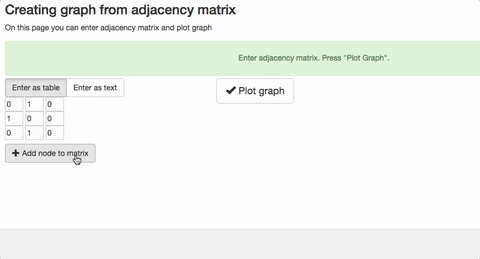 Creating graph from adjacency matrix
On this page you can enter adjacency matrix and plot graph
Enter adjacency matrix. Press "Plot Graph".
Enter as table Enter as text
Plot graph
0 1 0
1 0 0
0 1 0
Add node to matrix